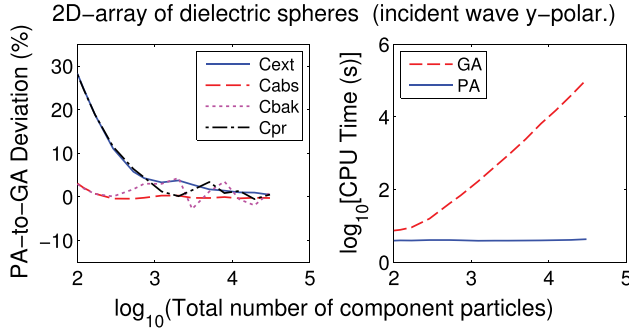 2D−array of dielectric spheres (incident wave y−polar.)
PA−to−GA Deviation (%)
30
20
10
0
−10
2
3
4
5
Cext
Cabs
Cbak
Cpr
log10[CPU Time (s)]
6
4
2
0
2
3
4
5
GA
PA
log10(Total number of component particles)